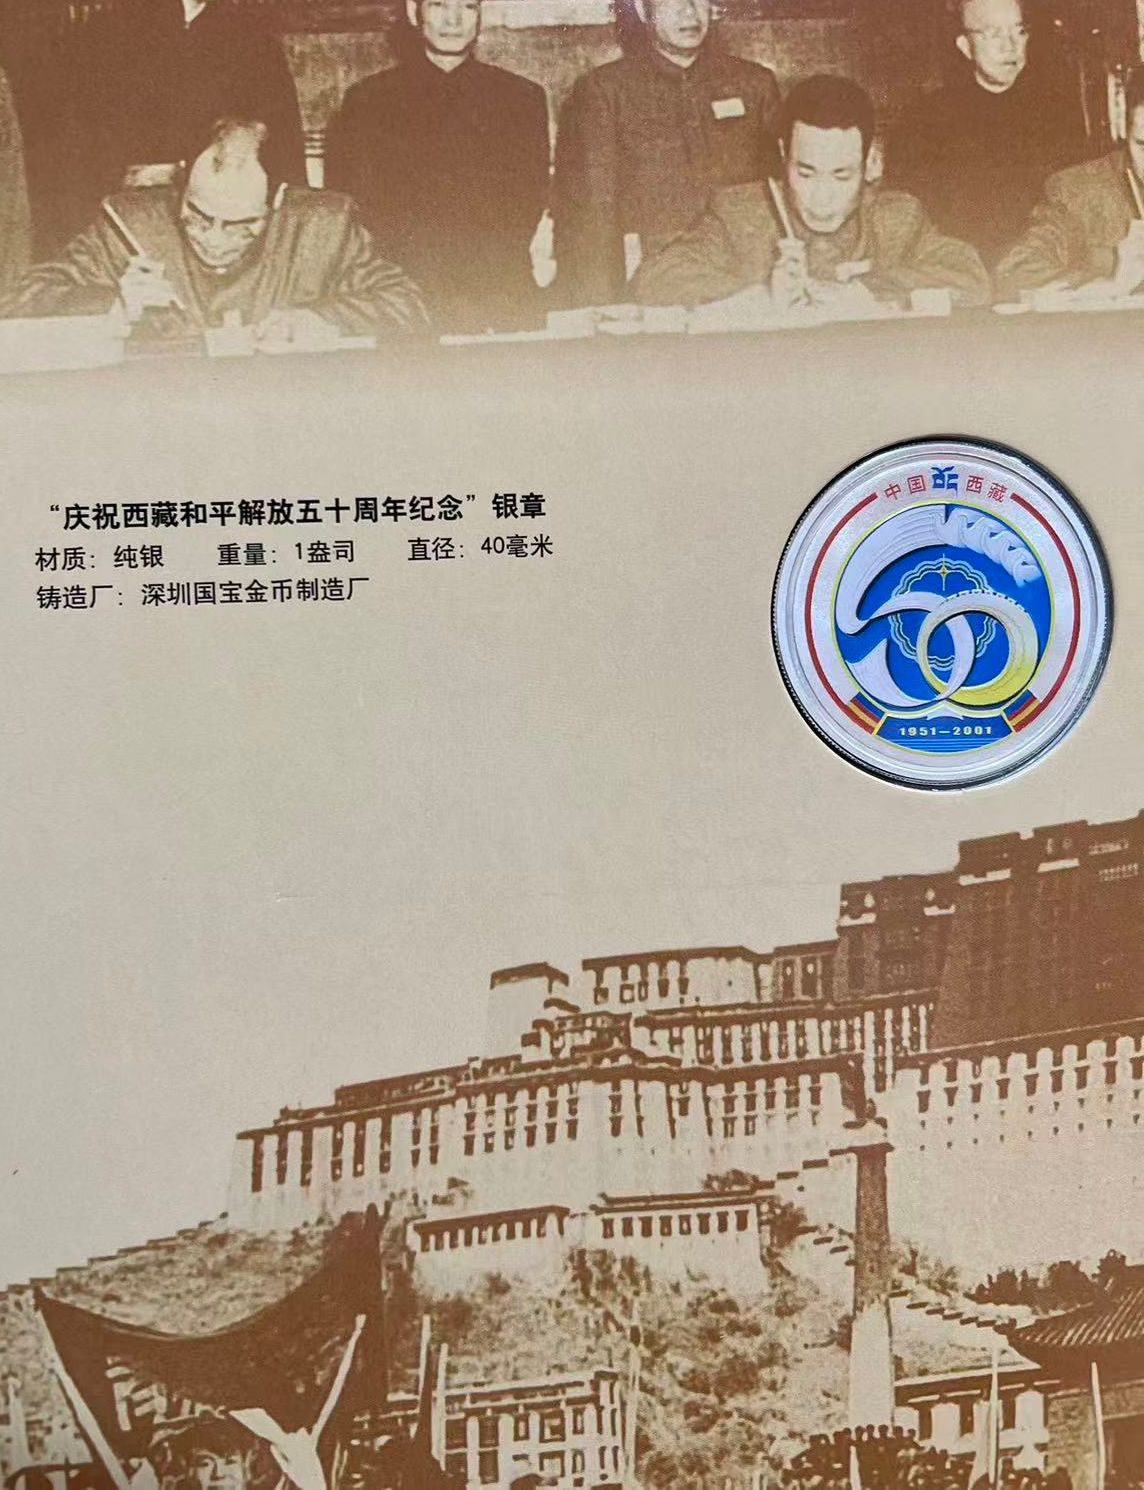 “庆祝西藏和平解放五十周年纪念”银章
材质：纯银 重量：1盎司 直径：40毫米
铸造厂：深圳国宝金币制造厂
中国 西藏
1951—2001